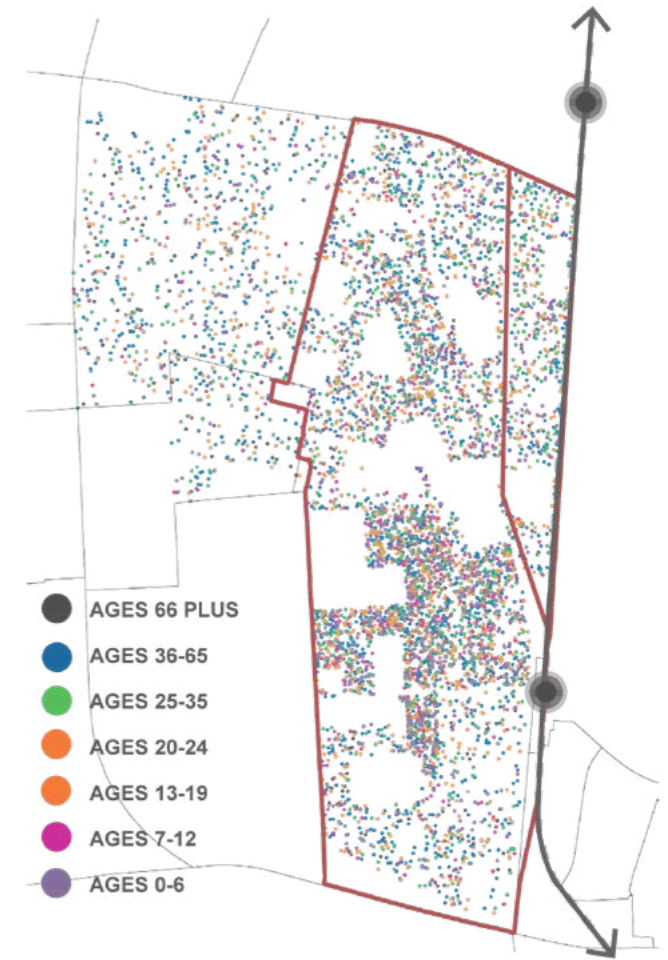 AGES 66 PLUS
AGES 36-65
AGES 25-35
AGES 20-24
AGES 13-19
AGES 7-12
AGES 0-6